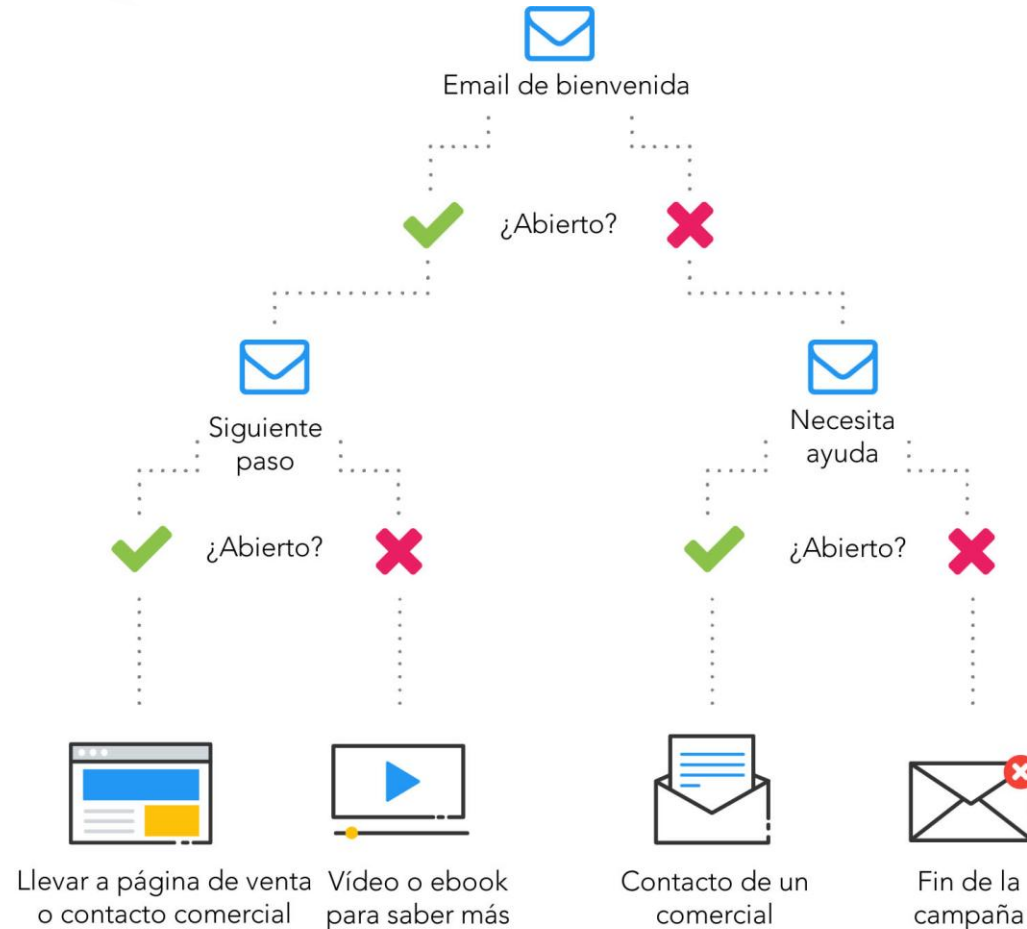 Email de bienvenida
¿Abierto?
Siguiente
paso
Necesita
ayuda
¿Abierto?
¿Abierto?
Llevar a página de venta
o contacto comercial
Vídeo o ebook
para saber más
Contacto de un
comercial
Fin de la
campaña